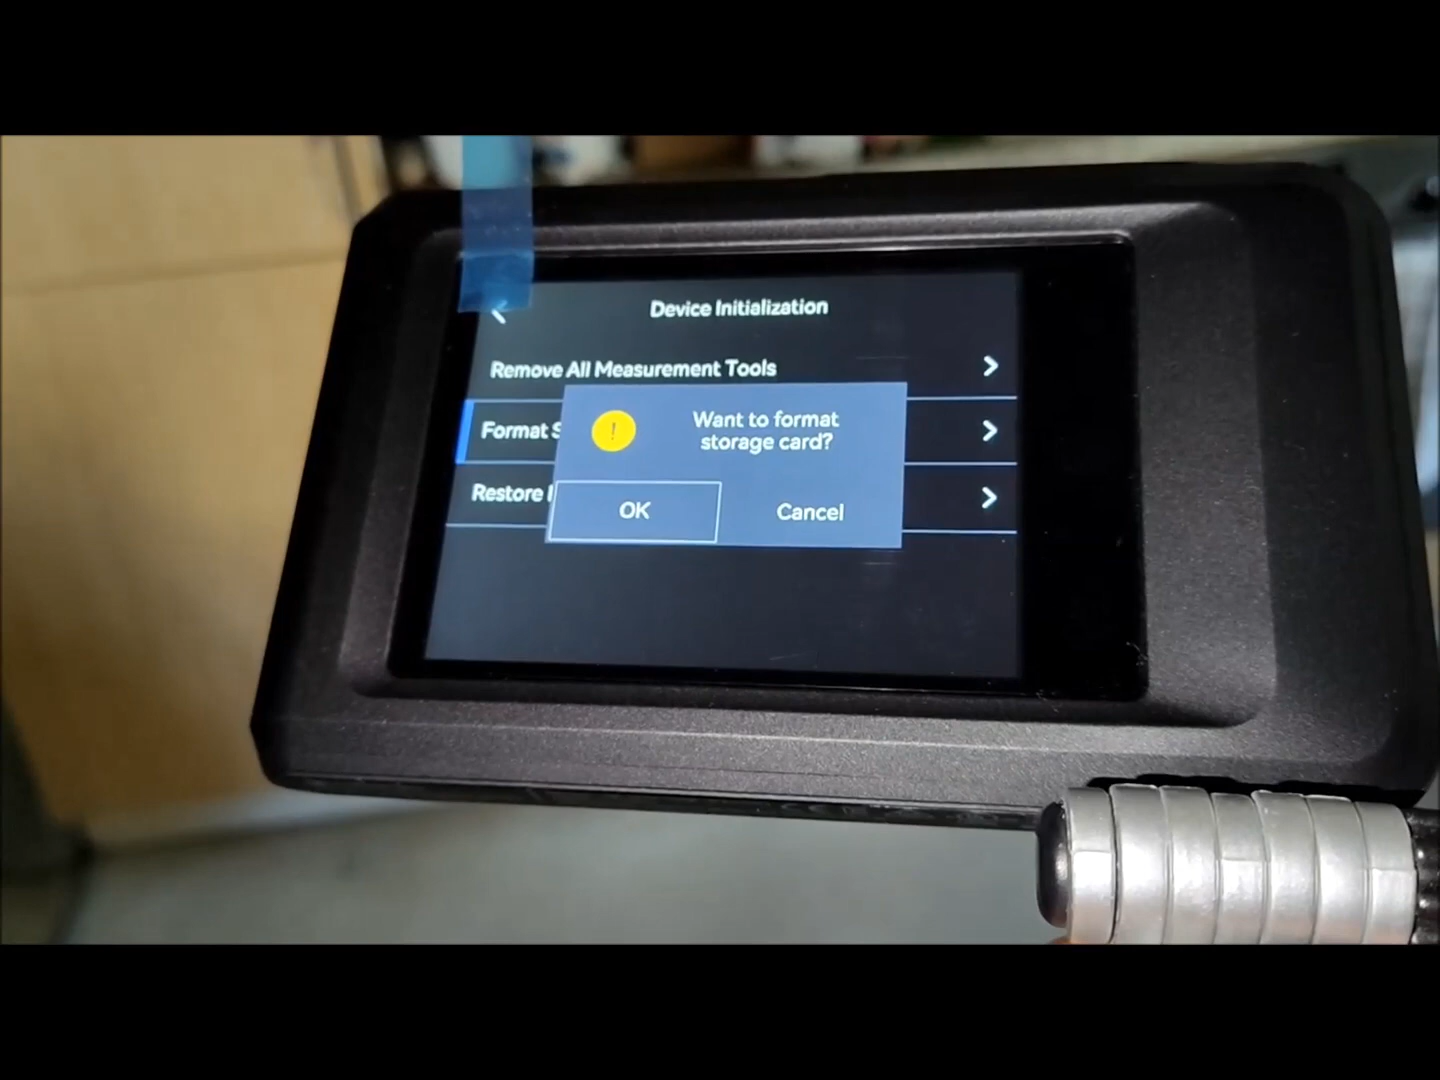 Device Initialization
Remove All Measurement Tools
Format
Want to format
storage card?
Restore
OK
Cancel